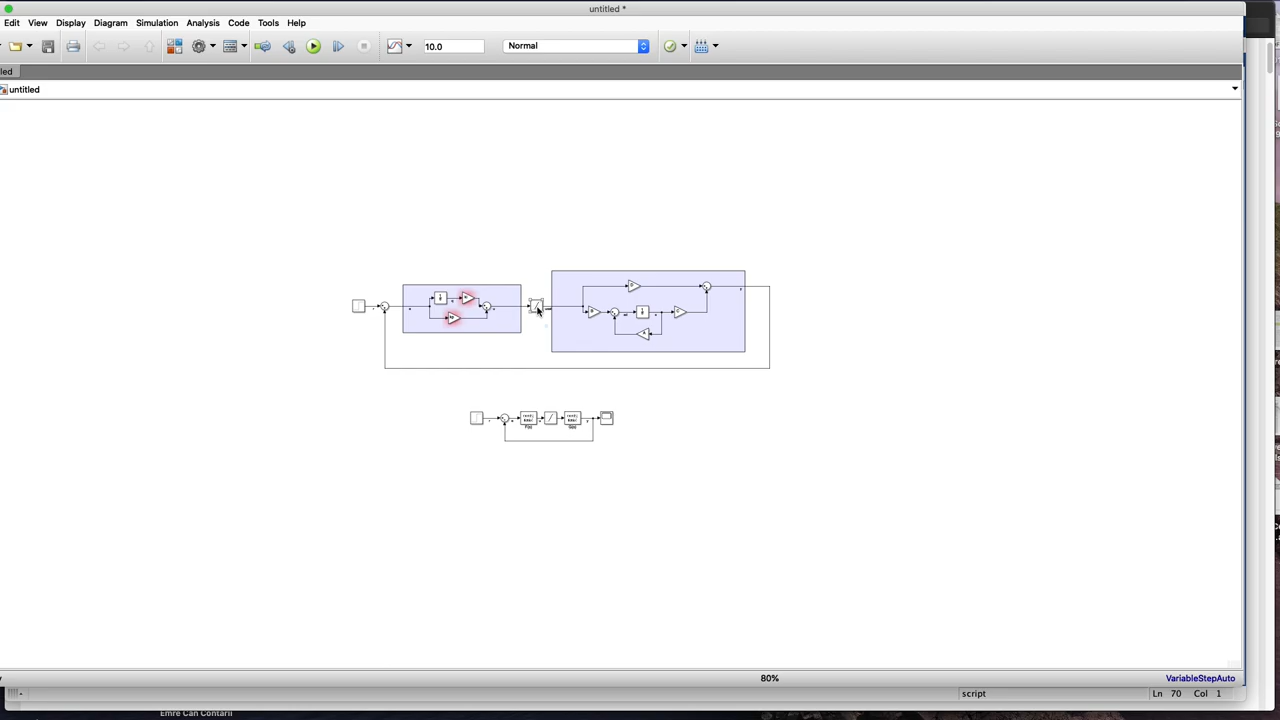 untitled *
Edit View Display Diagram Simulation Analysis Code Tools Help
10.0 Normal
led
untitled
80% VariableStepAuto
script Ln 70 Col 1
Emre Can Contarli